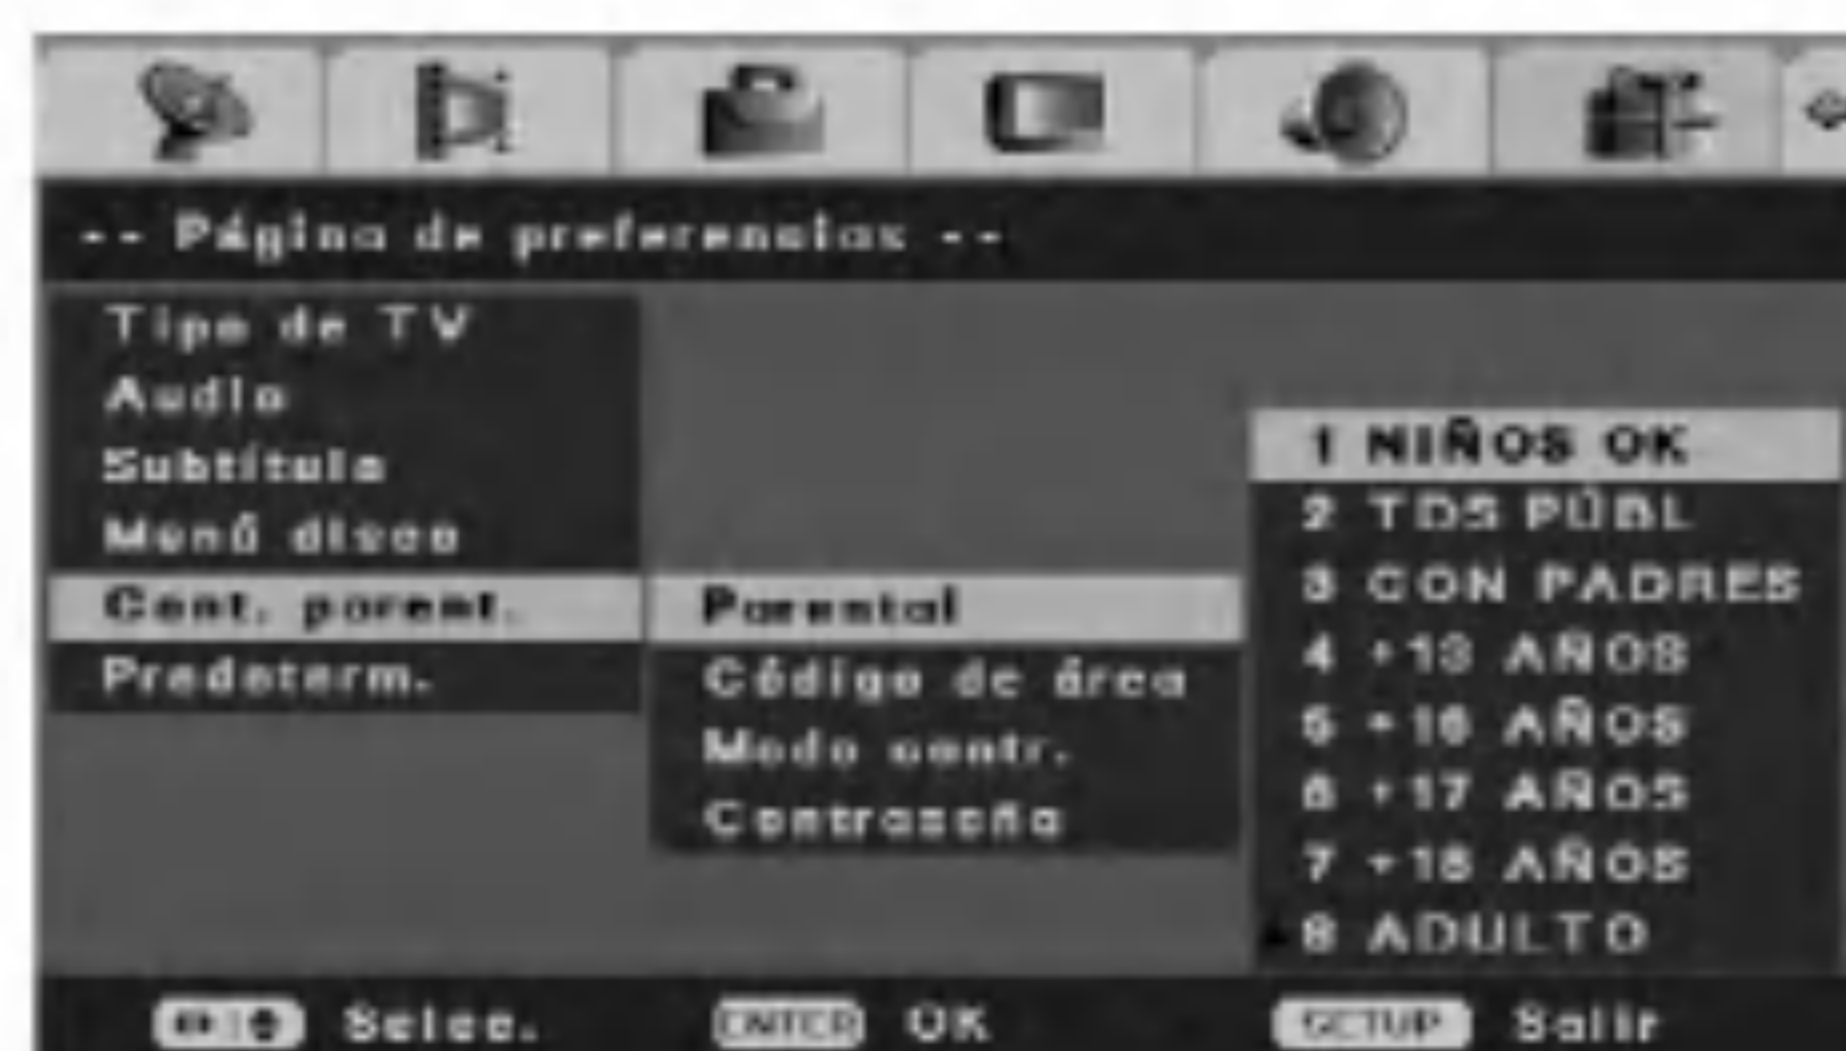 -- Página de preferencias --
Tipo de TV
Audio
Subtítulo
Menú disco
Cont. parent.
Predeterm.
Parental
Código de área
Modo contr.
Contraseña
1 NIÑOS OK
2 TDS PÚBL
3 CON PADRES
4 +13 AÑOS
5 +16 AÑOS
6 +17 AÑOS
7 +18 AÑOS
8 ADULTO
Selec.
ENTER OK
SETUP Salir